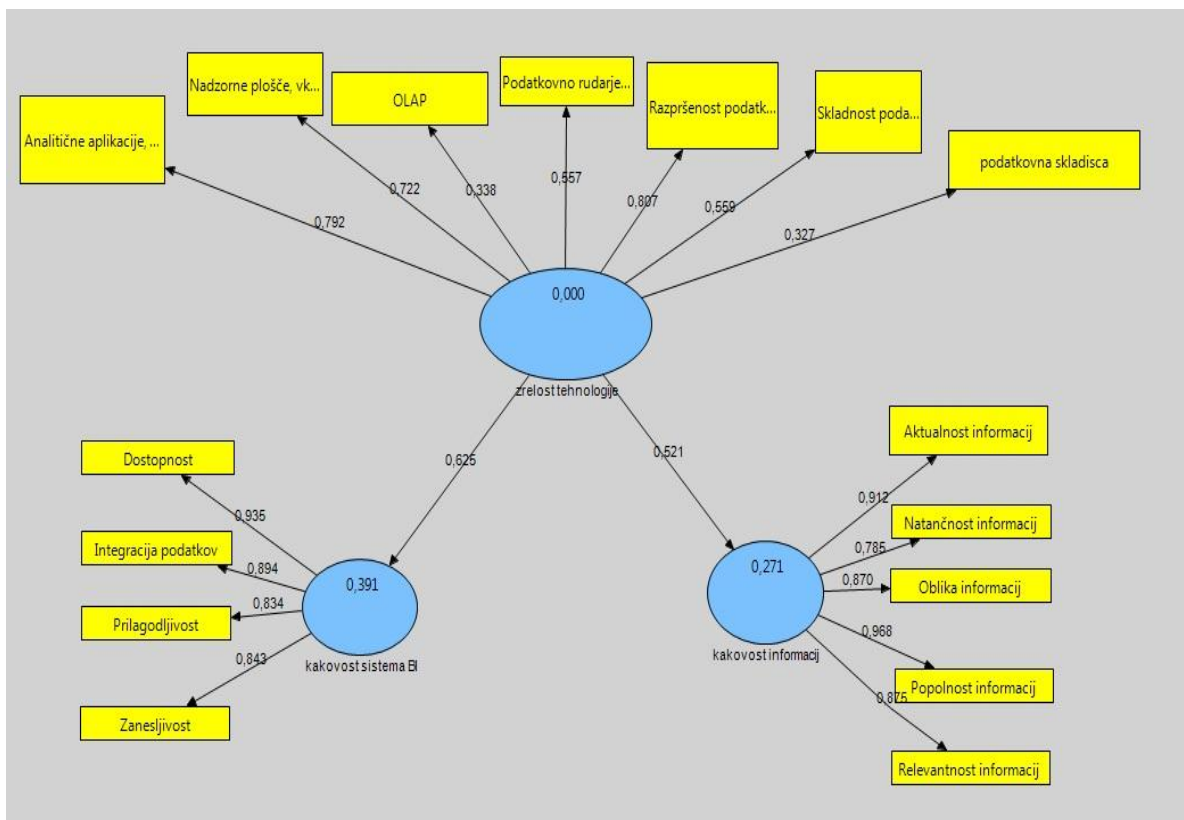 Analitične aplikacije, ...
Nadzorne plošče, vk...
OLAP
Podatkovno rudarje...
Razpršenost podatk...
Skladnost poda...
podatkovna skladisca
0,792
0,722
0,338
0,557
0,807
0,559
0,327
0,000
zrelost tehnologije
0,625
0,521
Dostopnost
Integracija podatkov
Prilagodljivost
Zanesljivost
0,935
0,894
0,834
0,843
0,391
kakovost sistema BI
0,271
kakovost informacij
0,912
0,785
0,870
0,968
0,875
Aktualnost informacij
Natančnost informacij
Oblika informacij
Popolnost informacij
Relevantnost informacij